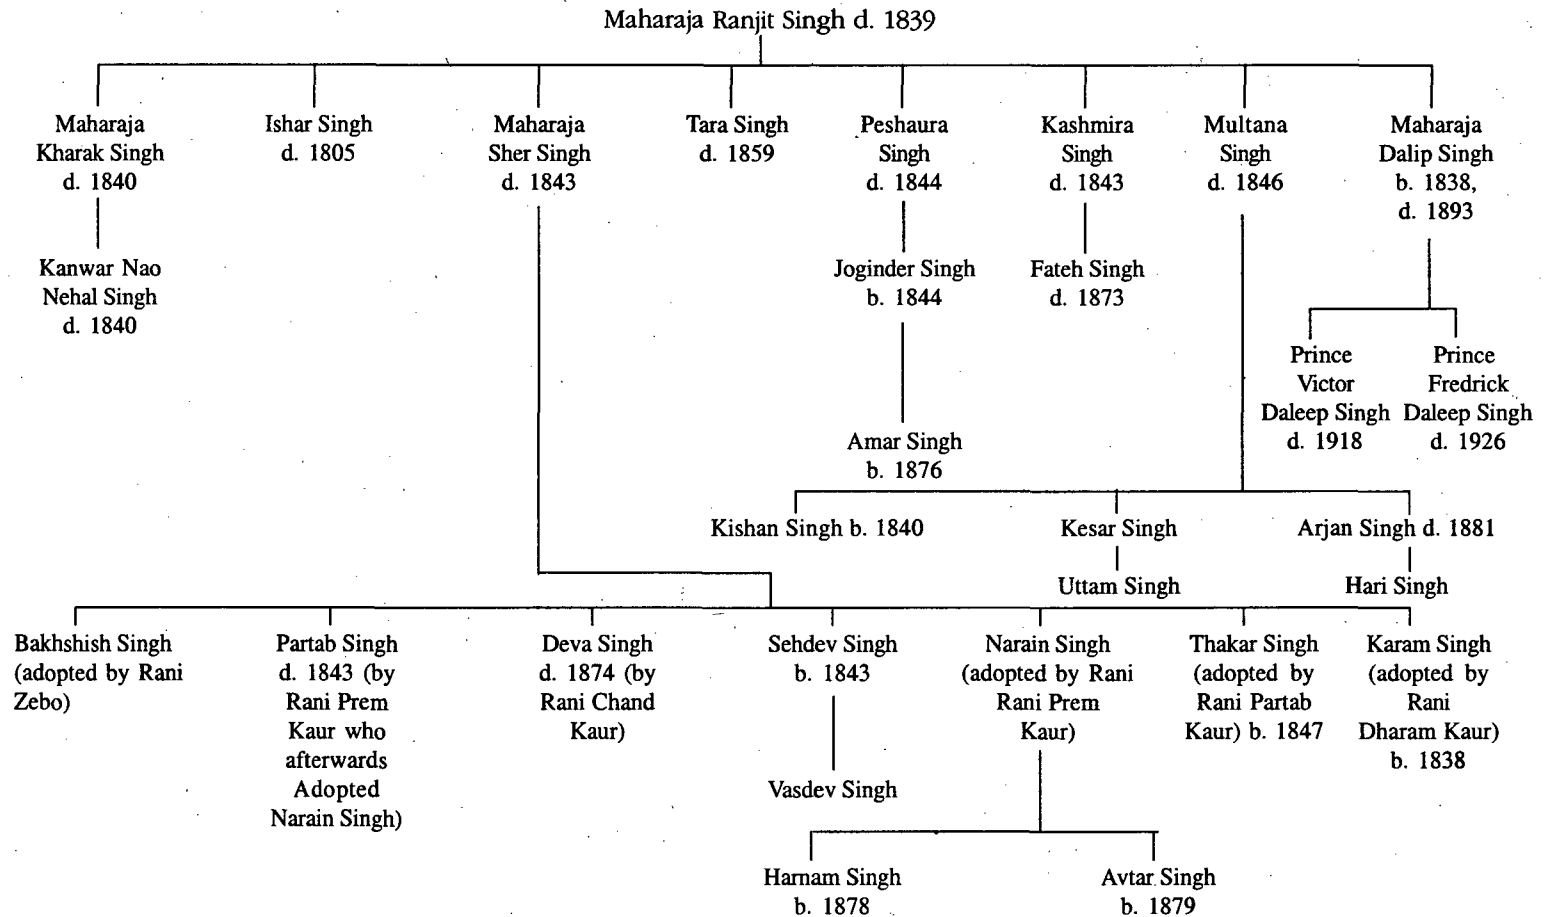 Maharaja Ranjit Singh d. 1839
Maharaja
Kharak Singh
d. 1840
Ishar Singh
d. 1805
Maharaja
Sher Singh
d. 1843
Tara Singh
d. 1859
Peshaura
Singh
d. 1844
Kashmira
Singh
d. 1843
Multana
Singh
d. 1846
Maharaja
Dalip Singh
b. 1838,
d. 1893
Kanwar Nao
Nehal Singh
d. 1840
Joginder Singh
b. 1844
Fateh Singh
d. 1873
Prince
Victor
Daleep Singh
d. 1918
Prince
Fredrick
Daleep Singh
d. 1926
Amar Singh
b. 1876
Kishan Singh b. 1840
Kesar Singh
Arjan Singh d. 1881
Uttam Singh
Hari Singh
Bakhshish Singh
(adopted by Rani
Zebo)
Partab Singh
d. 1843 (by
Rani Prem
Kaur who
afterwards
Adopted
Narain Singh)
Deva Singh
d. 1874 (by
Rani Chand
Kaur)
Sehdev Singh
b. 1843
Narain Singh
(adopted by Rani
Rani Prem
Kaur)
Thakar Singh
(adopted by
Rani Partab
Kaur) b. 1847
Karam Singh
(adopted by
Rani
Dharam Kaur)
b. 1838
Vasdev Singh
Harnam Singh
b. 1878
Avtar Singh
b. 1879